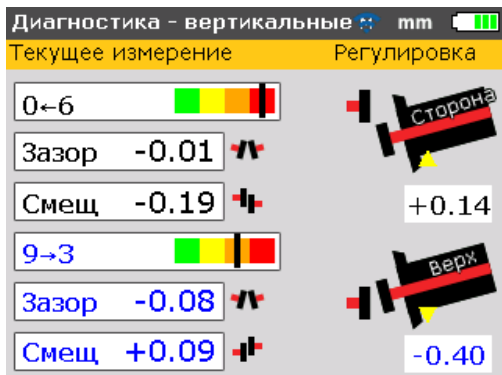 Диагностика - вертикальные mm
Текущее измерение Регулировка
0←6
Сторона
Зазор -0.01
Смещ -0.19 +0.14
9→3
Верх
Зазор -0.08
Смещ +0.09 -0.40